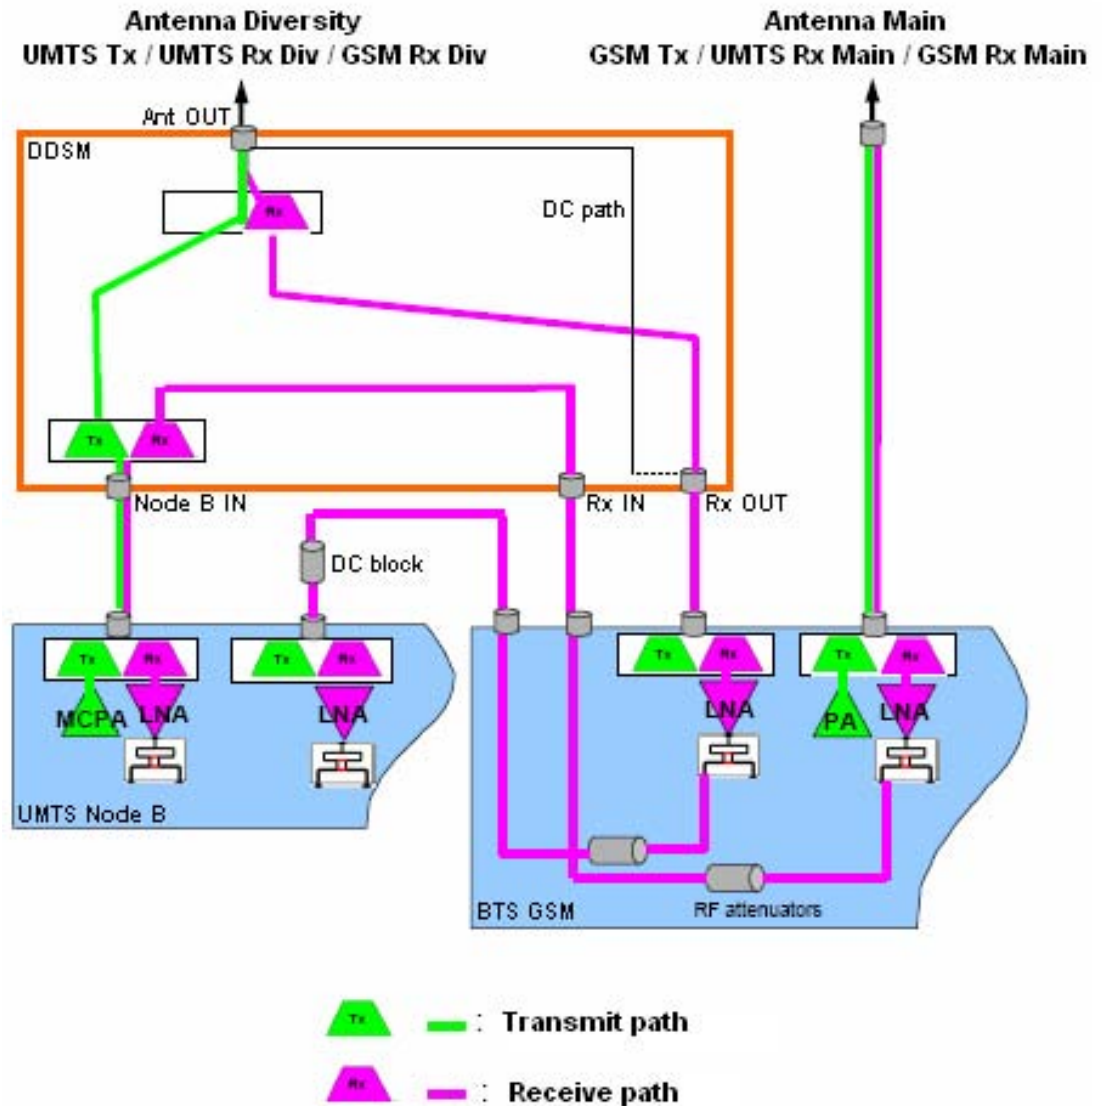 Antenna Diversity
UMTS Tx / UMTS Rx Div / GSM Rx Div
Antenna Main
GSM Tx / UMTS Rx Main / GSM Rx Main
Ant OUT
DDSM
Rx
DC path
Tx
Rx
Node B IN
Rx IN
Rx OUT
DC block
Tx
Rx
Tx
Rx
Tx
Rx
Tx
Rx
MCPA
LNA
LNA
LNA
PA
LNA
UMTS Node B
BTS GSM
RF attenuators
Tx
: Transmit path
Rx
: Receive path